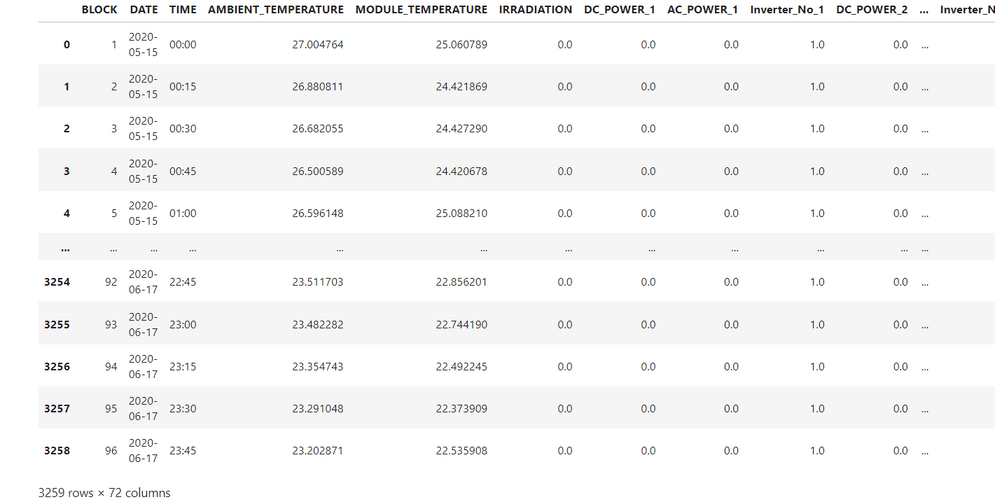 BLOCK DATE TIME AMBIENT_TEMPERATURE MODULE_TEMPERATURE IRRADIATION DC_POWER_1 AC_POWER_1 Inverter_No_1 DC_POWER_2 ... Inverter_N
0 1 2020-05-15 00:00 27.004764 25.060789 0.0 0.0 0.0 1.0 0.0 ...
1 2 2020-05-15 00:15 26.880811 24.421869 0.0 0.0 0.0 1.0 0.0 ...
2 3 2020-05-15 00:30 26.682055 24.427290 0.0 0.0 0.0 1.0 0.0 ...
3 4 2020-05-15 00:45 26.500589 24.420678 0.0 0.0 0.0 1.0 0.0 ...
4 5 2020-05-15 01:00 26.596148 25.088210 0.0 0.0 0.0 1.0 0.0 ...
... ... ... ... ... ... ... ... ... ... ... ...
3254 92 2020-06-17 22:45 23.511703 22.856201 0.0 0.0 0.0 1.0 0.0 ...
3255 93 2020-06-17 23:00 23.482282 22.744190 0.0 0.0 0.0 1.0 0.0 ...
3256 94 2020-06-17 23:15 23.354743 22.492245 0.0 0.0 0.0 1.0 0.0 ...
3257 95 2020-06-17 23:30 23.291048 22.373909 0.0 0.0 0.0 1.0 0.0 ...
3258 96 2020-06-17 23:45 23.202871 22.535908 0.0 0.0 0.0 1.0 0.0 ...
3259 rows × 72 columns